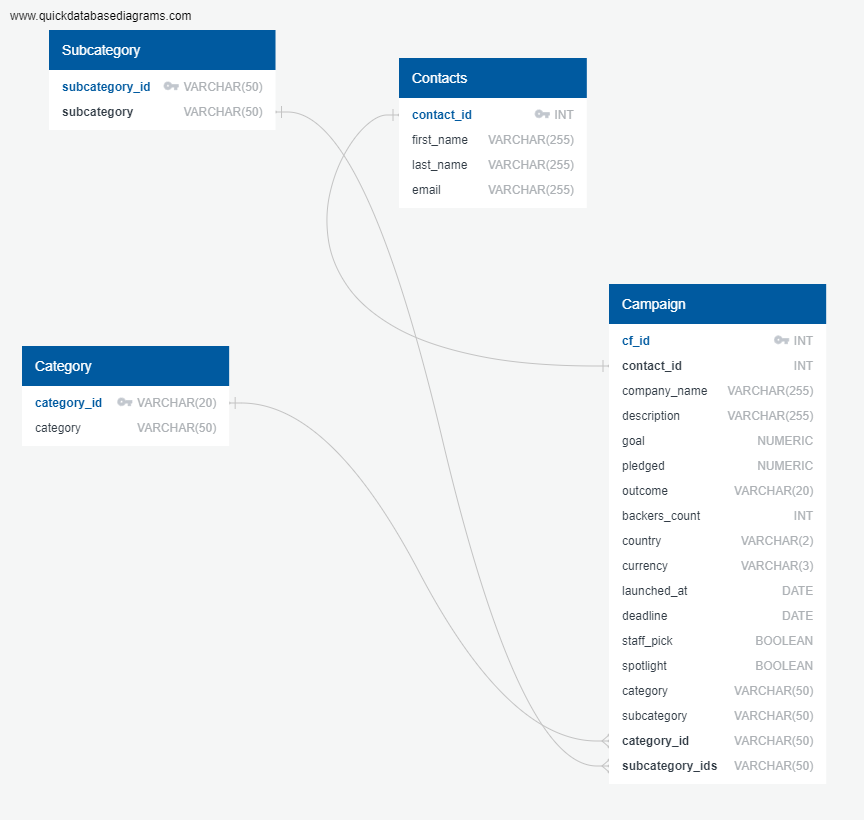 www.quickdatabasediagrams.com
Subcategory
subcategory_id VARCHAR(50)
subcategory VARCHAR(50)
Contacts
contact_id INT
first_name VARCHAR(255)
last_name VARCHAR(255)
email VARCHAR(255)
Category
category_id VARCHAR(20)
category VARCHAR(50)
Campaign
cf_id INT
contact_id INT
company_name VARCHAR(255)
description VARCHAR(255)
goal NUMERIC
pledged NUMERIC
outcome VARCHAR(20)
backers_count INT
country VARCHAR(2)
currency VARCHAR(3)
launched_at DATE
deadline DATE
staff_pick BOOLEAN
spotlight BOOLEAN
category VARCHAR(50)
subcategory VARCHAR(50)
category_id VARCHAR(50)
subcategory_ids VARCHAR(50)